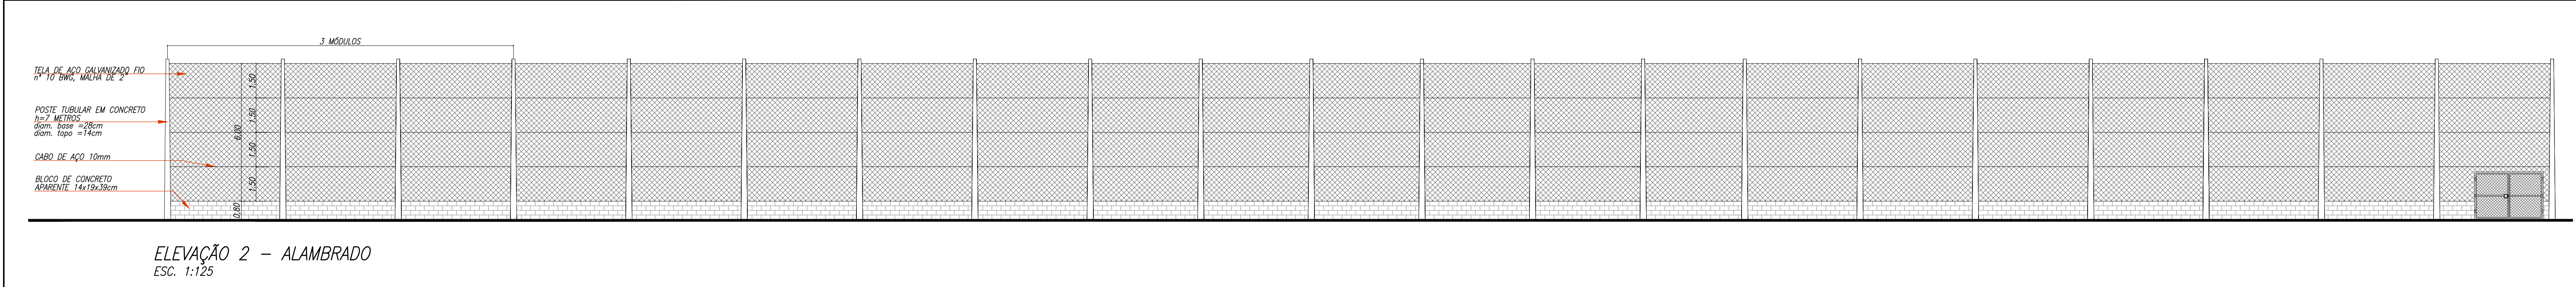 3 MÓDULOS
TELA DE AÇO GALVANIZADO FIO
n° 10 BWG, MALHA DE 2"
POSTE TUBULAR EM CONCRETO
h=7 METROS
diam. base =28cm
diam. topo =14cm
CABO DE AÇO 10mm
BLOCO DE CONCRETO
APARENTE 14x19x39cm
1,50
1,50
6,00
1,50
1,50
0,80
ELEVAÇÃO 2 - ALAMBRADO
ESC. 1:125